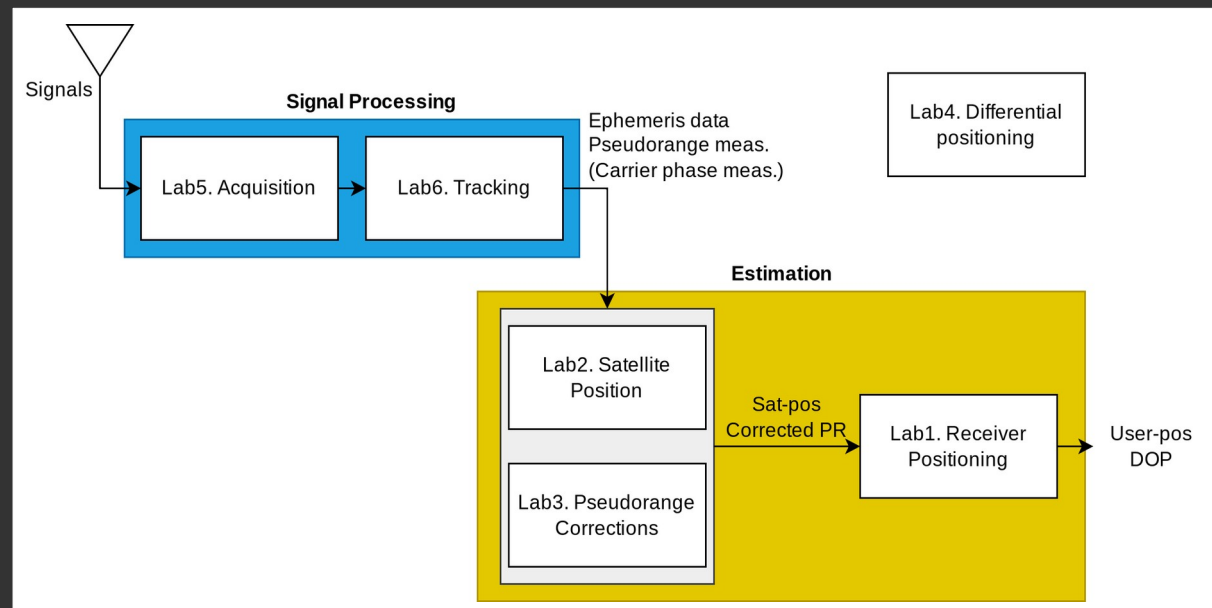 Signals
Signal Processing
Lab5. Acquisition
Lab6. Tracking
Ephemeris data
Pseudorange meas.
(Carrier phase meas.)
Lab4. Differential
positioning
Estimation
Lab2. Satellite
Position
Lab3. Pseudorange
Corrections
Sat-pos
Corrected PR
Lab1. Receiver
Positioning
User-pos
DOP